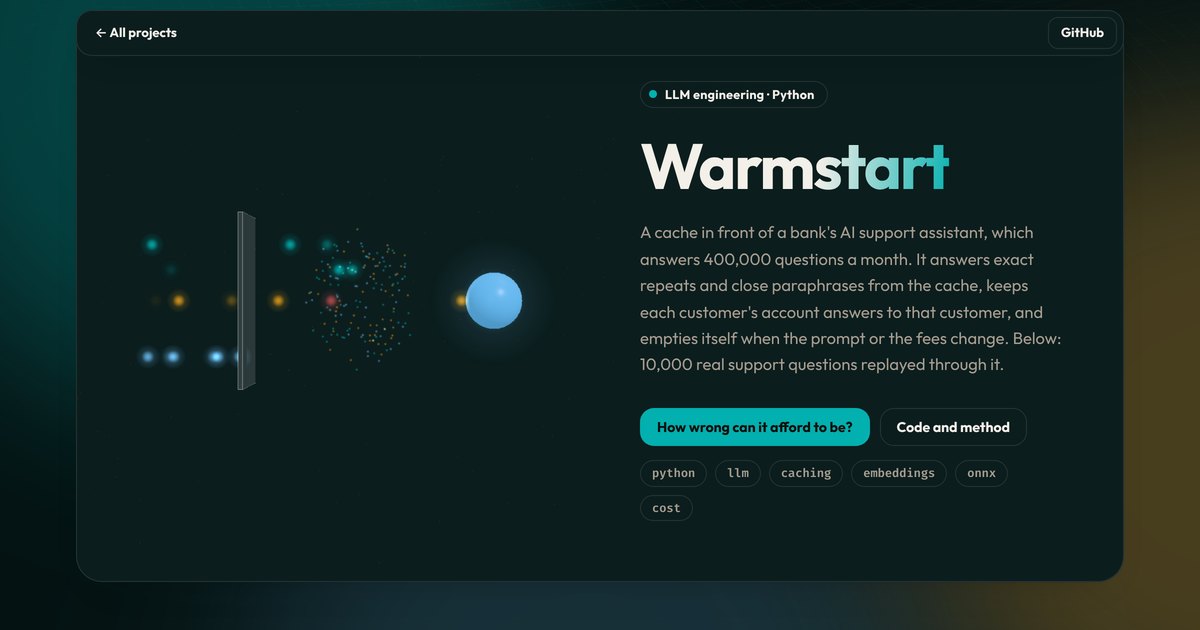 ← All projects
GitHub
LLM engineering · Python
Warmstart
A cache in front of a bank's AI support assistant, which
answers 400,000 questions a month. It answers exact
repeats and close paraphrases from the cache, keeps
each customer's account answers to that customer, and
empties itself when the prompt or the fees change. Below:
10,000 real support questions replayed through it.
How wrong can it afford to be?
Code and method
python
llm
caching
embeddings
onnx
cost